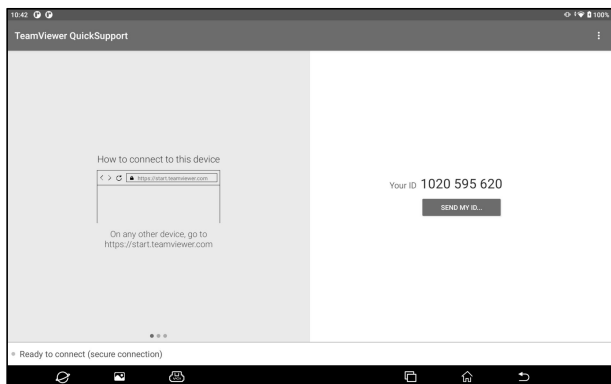 10:42
100%
TeamViewer QuickSupport
How to connect to this device
https://start.teamviewer.com
On any other device, go to
https://start.teamviewer.com
Your ID 1020 595 620
SEND MY ID...
Ready to connect (secure connection)